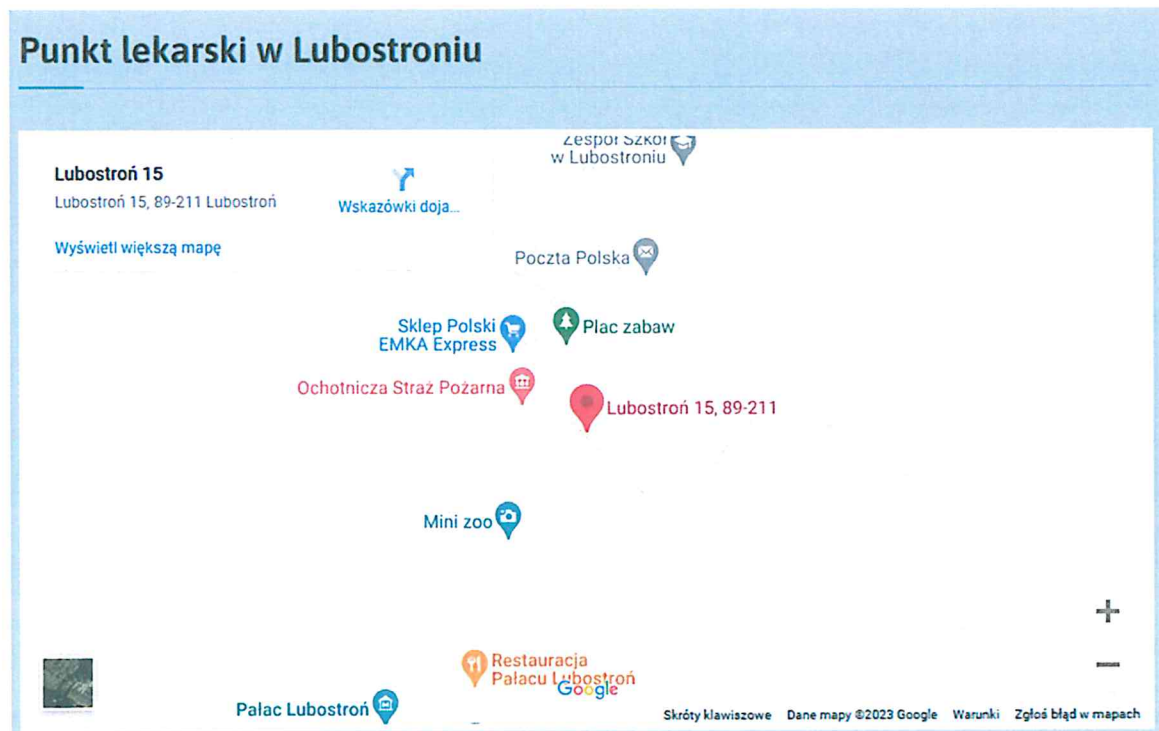 Punkt lekarski w Lubostroniu
Lubostroń 15
Lubostroń 15, 89-211 Lubostroń
Wskazówki doja...
Wyświetl większą mapę
Zespół Szkół
w Lubostroniu
Poczta Polska
Sklep Polski
EMKA Express
Plac zabaw
Ochotnicza Straż Pożarna
Lubostroń 15, 89-211
Mini zoo
Restauracja
Pałacu Lubostroń
Google
Pałac Lubostroń
Skróty klawiszowe Dane mapy ©2023 Google Warunki Zgłoś błąd w mapach